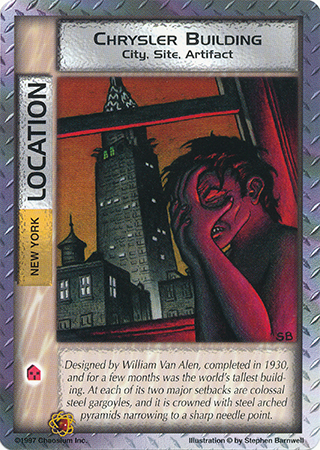 CHRYSLER BUILDING
City, Site, Artifact
LOCATION
NEW YORK
SB
Designed by William Van Alen, completed in 1930,
and for a few months was the world's tallest build-
ing. At each of its two major setbacks are colossal
steel gargoyles, and it is crowned with steel arched
pyramids narrowing to a sharp needle point.
©1997 Chaosium Inc.
Illustration © by Stephen Barnwell